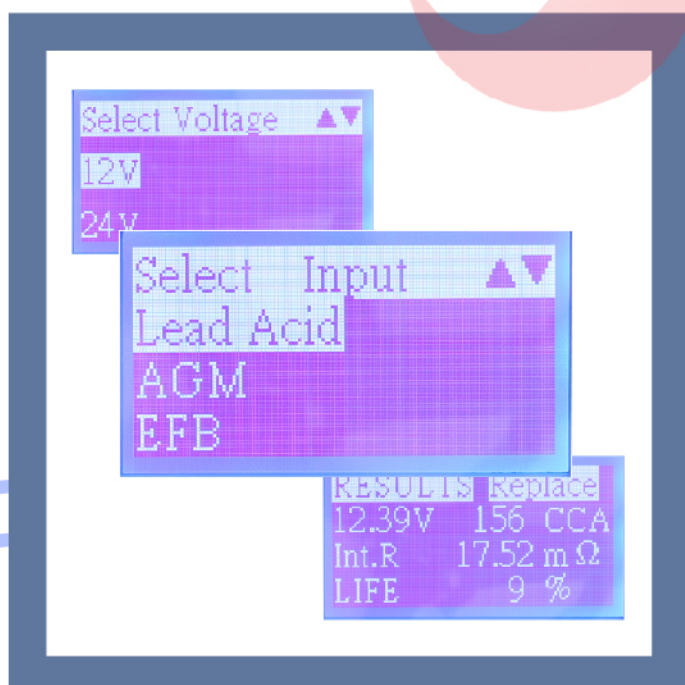 Select Voltage ▲▼
12V
24V
Select Input ▲▼
Lead Acid
AGM
EFB
RESULTS Replace
12.39V 156 CCA
Int.R 17.52 mΩ
LIFE 9 %